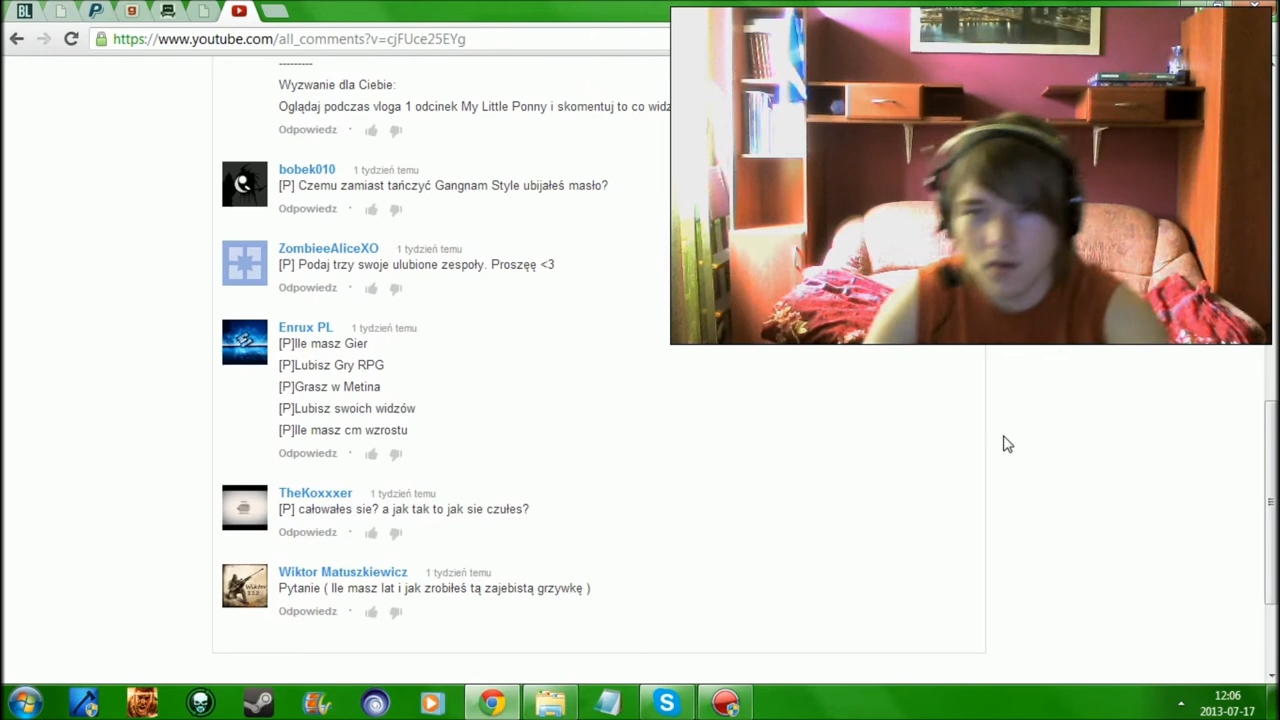 BL
https://www.youtube.com/all_comments?v=cjFUce25EYg
---------
Wyzwanie dla Ciebie:
Oglądaj podczas vloga 1 odcinek My Little Ponny i skomentuj to co widz
Odpowiedz ·
bobek010 1 tydzień temu
[P] Czemu zamiast tańczyć Gangnam Style ubijałeś masło?
Odpowiedz ·
ZombieeAliceXO 1 tydzień temu
[P] Podaj trzy swoje ulubione zespoły. Proszęę <3
Odpowiedz ·
Enrux PL 1 tydzień temu
[P]Ile masz Gier
[P]Lubisz Gry RPG
[P]Grasz w Metina
[P]Lubisz swoich widzów
[P]Ile masz cm wzrostu
Odpowiedz ·
TheKoxxxer 1 tydzień temu
[P] całowałes sie? a jak tak to jak sie czułes?
Odpowiedz ·
Wiktor Matuszkiewicz 1 tydzień temu
Pytanie ( Ile masz lat i jak zrobiłeś tą zajebistą grzywkę )
Odpowiedz ·
12:06
2013-07-17